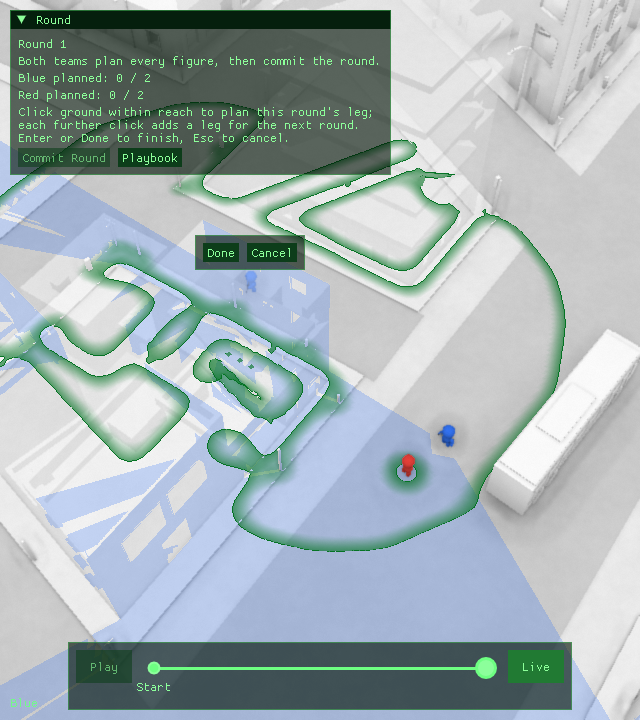 Round
Round 1
Both teams plan every figure, then commit the round.
Blue planned: 0 / 2
Red planned: 0 / 2
Click ground within reach to plan this round's leg;
each further click adds a leg for the next round.
Enter or Done to finish, Esc to cancel.
Commit Round Playbook
Done Cancel
Play Live
Start
Blue